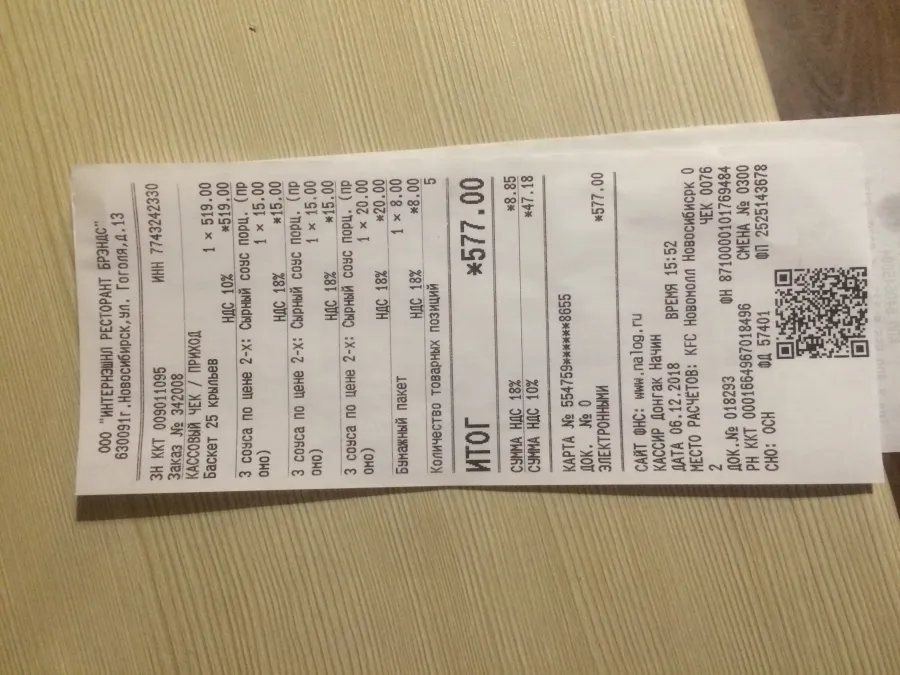 ООО "ИНТЕРНЭШНЛ РЕСТОРАНТ БРЭНДС"
630091г.Новосибирск,ул. Гоголя,д.13
ЗН ККТ 009011095 ИНН 7743242330
Заказ № 342008
КАССОВЫЙ ЧЕК / ПРИХОД
Баскет 25 крыльев 1 x 519.00
НДС 10% *519.00
3 соуса по цене 2-х: Сырный соус порц. (пр
омо) 1 x 15.00
НДС 18% *15.00
3 соуса по цене 2-х: Сырный соус порц. (пр
омо) 1 x 15.00
НДС 18% *15.00
3 соуса по цене 2-х: Сырный соус порц. (пр
омо) 1 x 20.00
НДС 18% *20.00
Бумажный пакет 1 x 8.00
НДС 18% *8.00
Количество товарных позиций 5
ИТОГ *577.00
СУММА НДС 18% *8.85
СУММА НДС 10% *47.18
КАРТА № 554759******8655
ДОК. № 0
ЭЛЕКТРОННЫМИ *577.00
САЙТ ФНС: www.nalog.ru
КАССИР Донгак Начин
ДАТА 06.12.2018 ВРЕМЯ 15:52
МЕСТО РАСЧЕТОВ: KFC Новомолл Новосибирск 0
2 ЧЕК 0076
ДОК.№ 018293 ФН 8710000101769484
РН ККТ 0001664967018496 СМЕНА № 0300
СНО: ОСН ФД 57401 ФП 2525143678